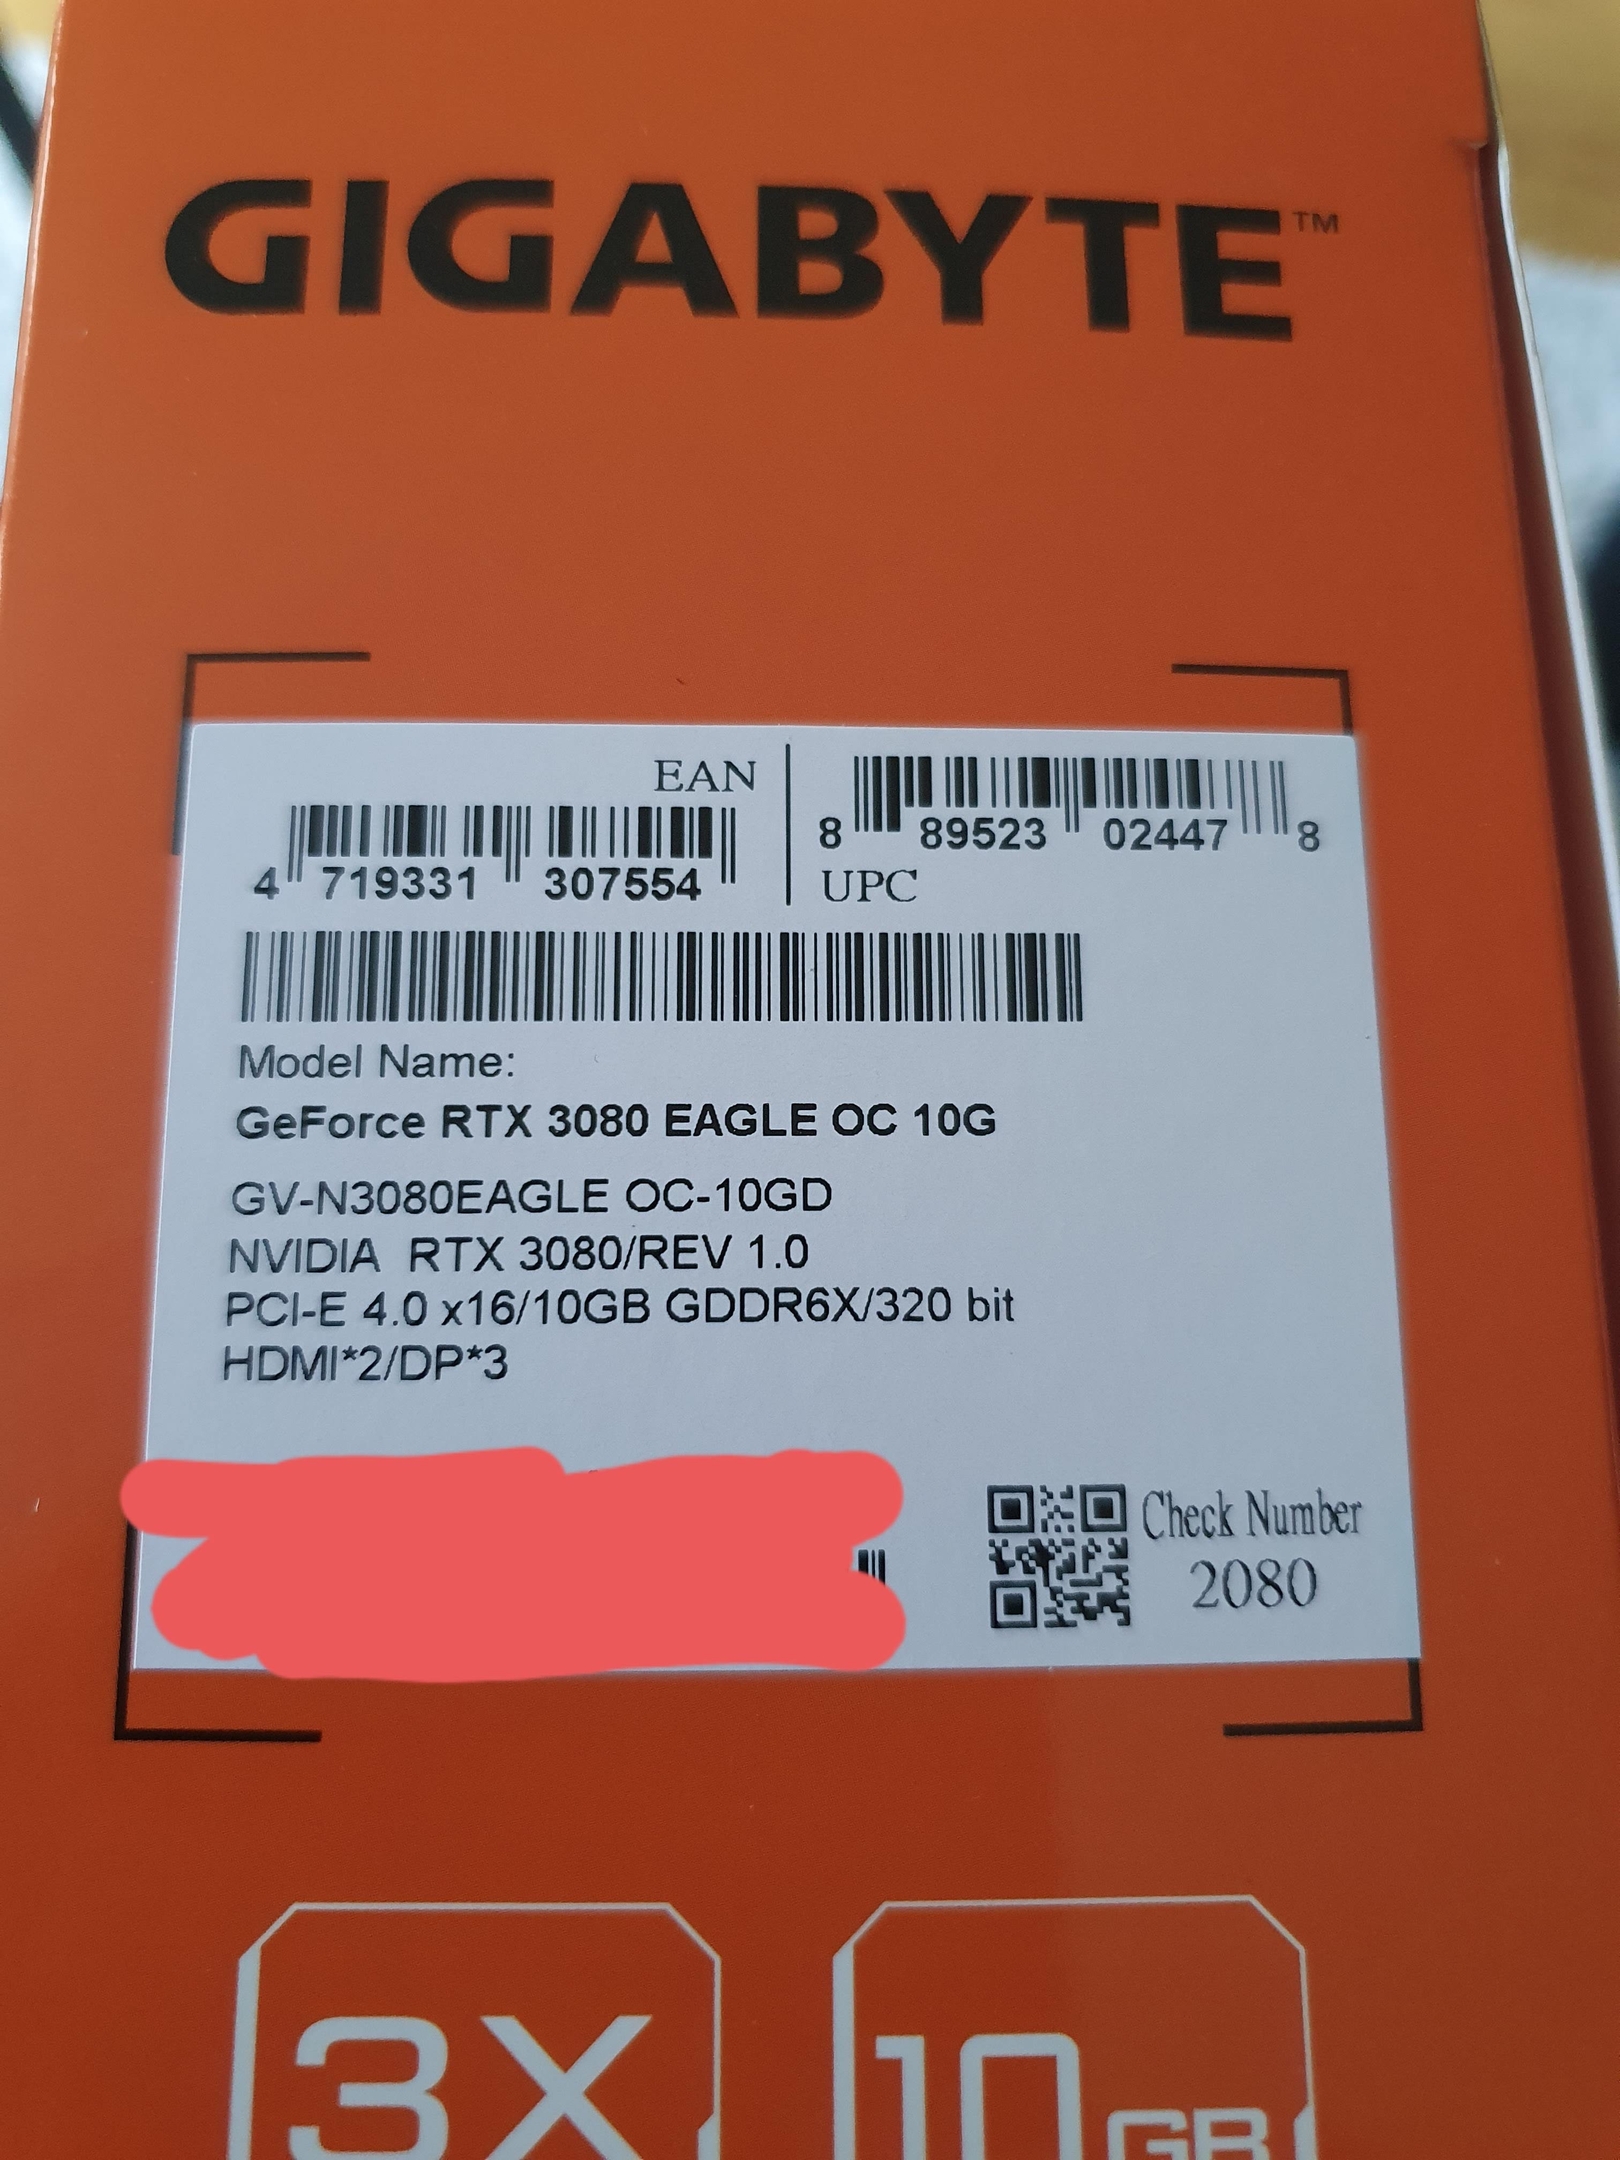 GIGABYTE™
EAN
4 719331 307554
8 89523 02447 8
UPC
Model Name:
GeForce RTX 3080 EAGLE OC 10G
GV-N3080EAGLE OC-10GD
NVIDIA RTX 3080/REV 1.0
PCI-E 4.0 x16/10GB GDDR6X/320 bit
HDMI*2/DP*3
Check Number
2080
3X
10GB